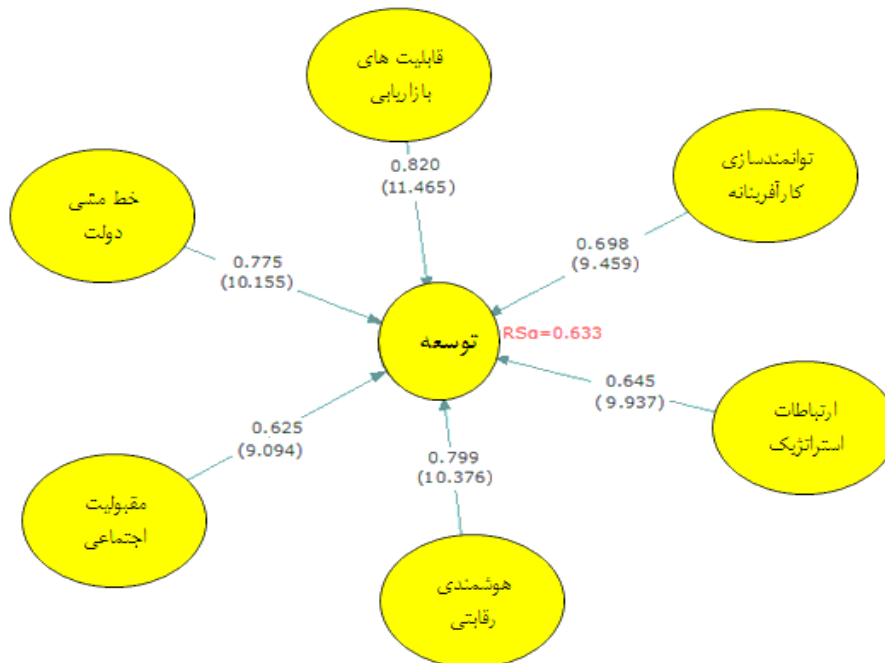 قابلیت های
بازاریابی
0.820
(11.465)
توانمندسازی
کارآفرینانه
0.698
(9.459)
خط مشی
دولت
0.775
(10.155)
توسعه
RSq=0.633
0.645
(9.937)
ارتباطات
استراتژیک
0.625
(9.094)
مقبولیت
اجتماعی
0.799
(10.376)
هوشمندی
رقابتی